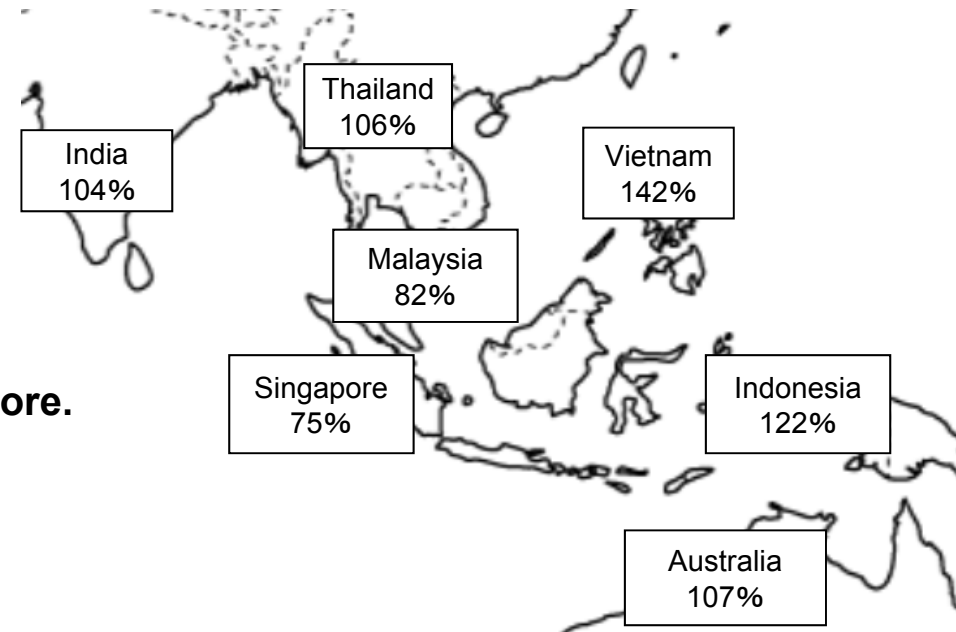 Thailand
106%
India
104%
Vietnam
142%
Malaysia
82%
Singapore
75%
ore.
Indonesia
122%
Australia
107%